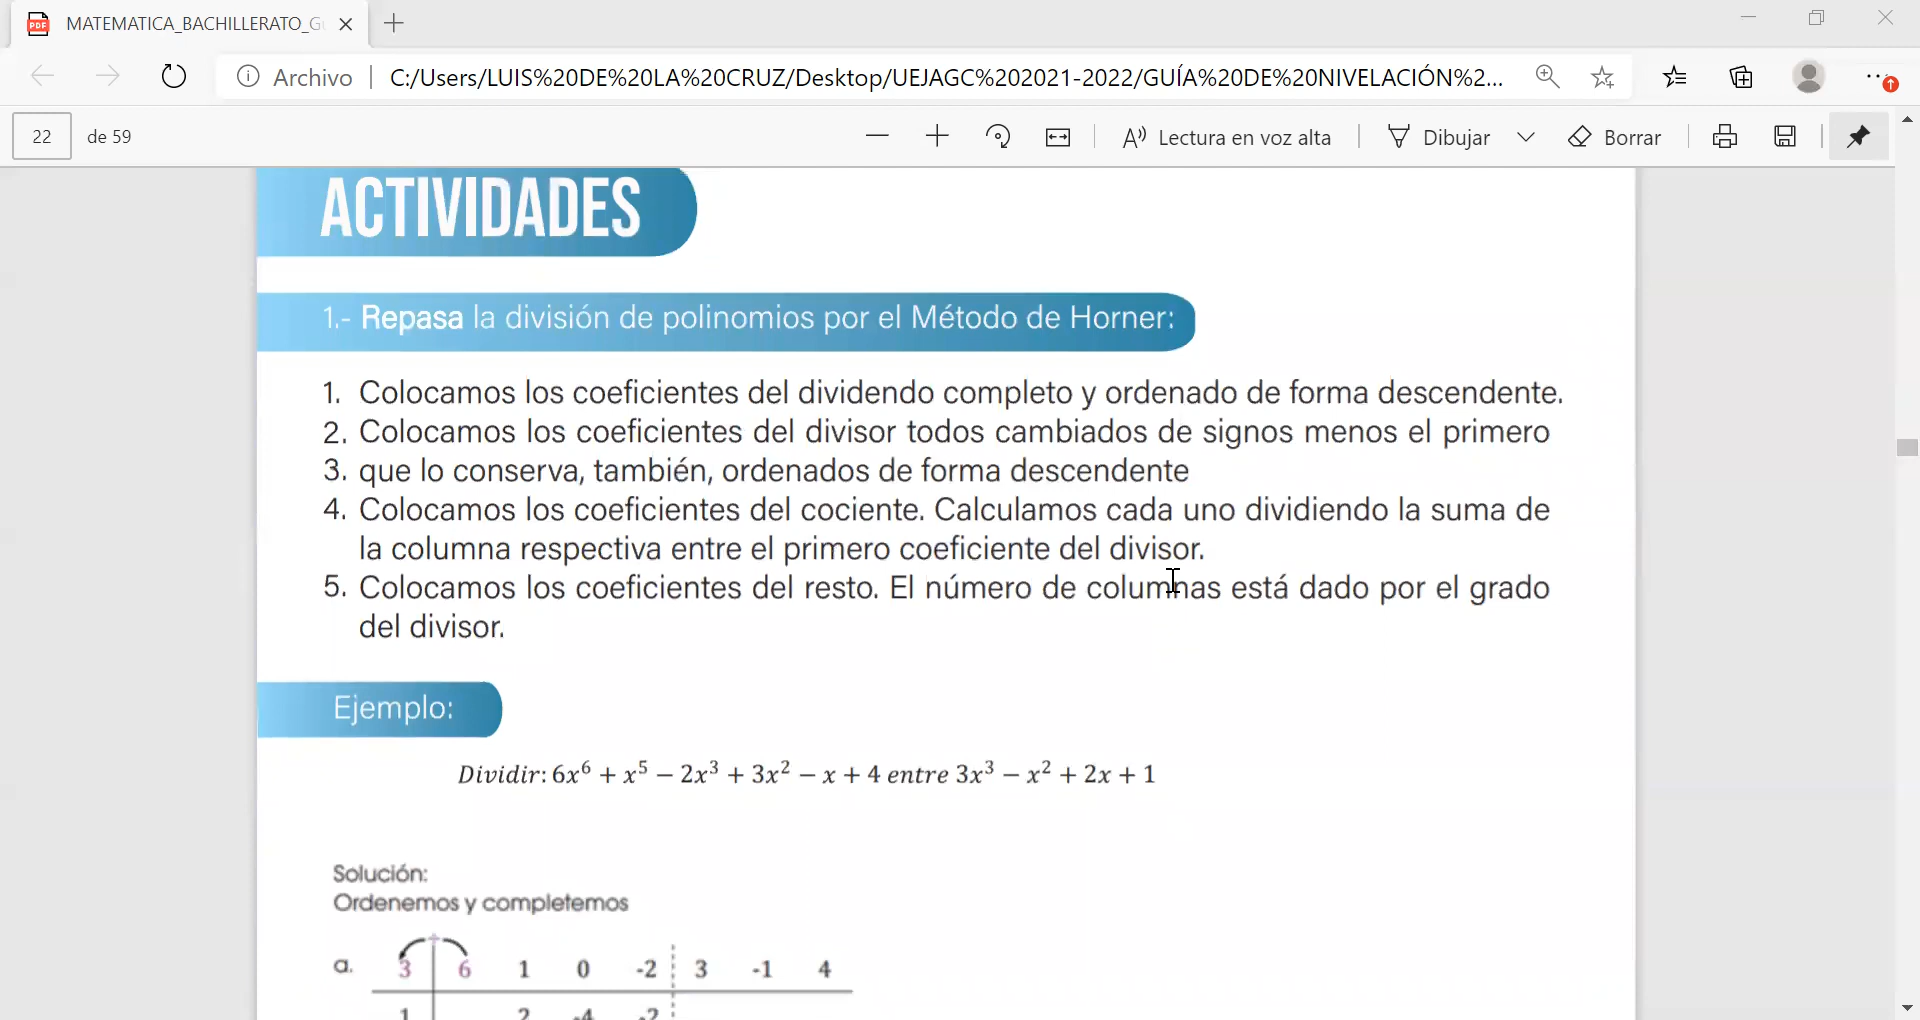 MATEMATICA_BACHILLERATO_G
Archivo C:/Users/LUIS%20DE%20LA%20CRUZ/Desktop/UEJAGC%202021-2022/GUÍA%20DE%20NIVELACIÓN%2...
22 de 59 Lectura en voz alta Dibujar Borrar
ACTIVIDADES
1.- Repasa la división de polinomios por el Método de Horner:
1. Colocamos los coeficientes del dividendo completo y ordenado de forma descendente.
2. Colocamos los coeficientes del divisor todos cambiados de signos menos el primero
3. que lo conserva, también, ordenados de forma descendente
4. Colocamos los coeficientes del cociente. Calculamos cada uno dividiendo la suma de
la columna respectiva entre el primero coeficiente del divisor.
5. Colocamos los coeficientes del resto. El número de columnas está dado por el grado
del divisor.
Ejemplo:
Dividir: 6x⁶ + x⁵ − 2x³ + 3x² − x + 4 entre 3x³ − x² + 2x + 1
Solución:
Ordenemos y completemos
a. 3 6 1 0 -2 3 -1 4
1 2 -4 -2